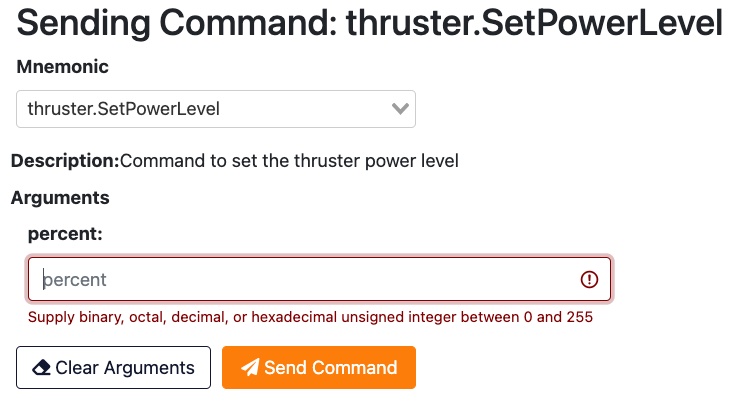 Sending Command: thruster.SetPowerLevel
Mnemonic
thruster.SetPowerLevel
Description:Command to set the thruster power level
Arguments
percent:
percent
Supply binary, octal, decimal, or hexadecimal unsigned integer between 0 and 255
Clear Arguments Send Command